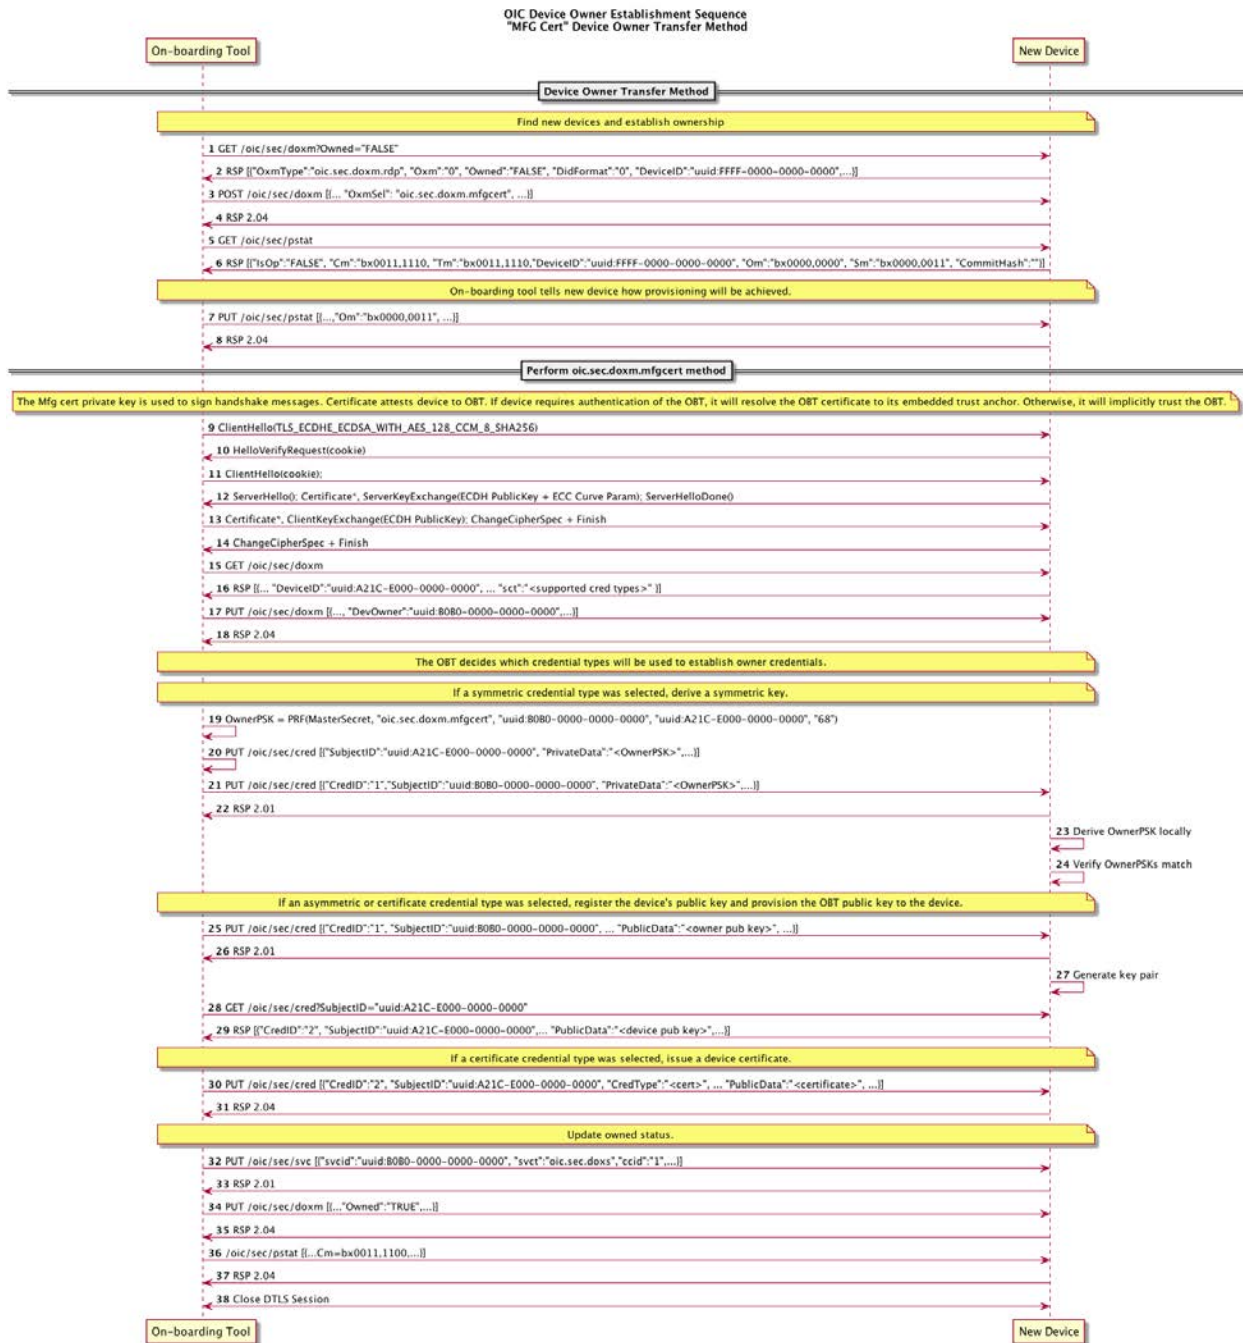 OIC Device Owner Establishment Sequence
"MFG Cert" Device Owner Transfer Method
On-boarding Tool
New Device
Device Owner Transfer Method
Find new devices and establish ownership
1 GET /oic/sec/doxm?Owned="FALSE"
2 RSP [{"OxmType":"oic.sec.doxm.rdp", "Oxm":"0", "Owned":"FALSE", "DidFormat":"0", "DeviceID":"uuid:FFFF-0000-0000-0000",...}]
3 POST /oic/sec/doxm [{... "OxmSel": "oic.sec.doxm.mfgcert", ...}]
4 RSP 2.04
5 GET /oic/sec/pstat
6 RSP [{"IsOp":"FALSE", "Cm":"bx0011,1110, "Tm":"bx0011,1110,"DeviceID":"uuid:FFFF-0000-0000-0000", "Om":"bx0000,0000", "Sm":"bx0000,0011", "CommitHash":""}]
On-boarding tool tells new device how provisioning will be achieved.
7 PUT /oic/sec/pstat [{...,"Om":"bx0000,0011", ...}]
8 RSP 2.04
Perform oic.sec.doxm.mfgcert method
The Mfg cert private key is used to sign handshake messages. Certificate attests device to OBT. If device requires authentication of the OBT, it will resolve the OBT certificate to its embedded trust anchor. Otherwise, it will implicitly trust the OBT.
9 ClientHello(TLS_ECDHE_ECDSA_WITH_AES_128_CCM_8_SHA256)
10 HelloVerifyRequest(cookie)
11 ClientHello(cookie);
12 ServerHello(); Certificate*, ServerKeyExchange(ECDH PublicKey + ECC Curve Param); ServerHelloDone()
13 Certificate*, ClientKeyExchange(ECDH PublicKey); ChangeCipherSpec + Finish
14 ChangeCipherSpec + Finish
15 GET /oic/sec/doxm
16 RSP [{... "DeviceID":"uuid:A21C-E000-0000-0000", ... "sct":"<supported cred types>" }]
17 PUT /oic/sec/doxm [{..., "DevOwner":"uuid:B0B0-0000-0000-0000",...}]
18 RSP 2.04
The OBT decides which credential types will be used to establish owner credentials.
If a symmetric credential type was selected, derive a symmetric key.
19 OwnerPSK = PRF(MasterSecret, "oic.sec.doxm.mfgcert", "uuid:B0B0-0000-0000-0000", "uuid:A21C-E000-0000-0000", "68")
20 PUT /oic/sec/cred [{"SubjectID":"uuid:A21C-E000-0000-0000", "PrivateData":"<OwnerPSK>",...}]
21 PUT /oic/sec/cred [{"CredID":"1","SubjectID":"uuid:B0B0-0000-0000-0000", "PrivateData":"<OwnerPSK>",...}]
22 RSP 2.01
23 Derive OwnerPSK locally
24 Verify OwnerPSKs match
If an asymmetric or certificate credential type was selected, register the device's public key and provision the OBT public key to the device.
25 PUT /oic/sec/cred [{"CredID":"1", "SubjectID":"uuid:B0B0-0000-0000-0000", ... "PublicData":"<owner pub key>", ...}]
26 RSP 2.01
27 Generate key pair
28 GET /oic/sec/cred?SubjectID="uuid:A21C-E000-0000-0000"
29 RSP [{"CredID":"2", "SubjectID":"uuid:A21C-E000-0000-0000",... "PublicData":"<device pub key>",...}]
If a certificate credential type was selected, issue a device certificate.
30 PUT /oic/sec/cred [{"CredID":"2", "SubjectID":"uuid:A21C-E000-0000-0000", "CredType":"<cert>", ... "PublicData":"<certificate>", ...}]
31 RSP 2.04
Update owned status.
32 PUT /oic/sec/svc [{"svcid":"uuid:B0B0-0000-0000-0000", "svct":"oic.sec.doxs","ccid":"1",...}]
33 RSP 2.01
34 PUT /oic/sec/doxm [{..."Owned":"TRUE",...}]
35 RSP 2.04
36 /oic/sec/pstat [{...Cm=bx0011,1100,...}]
37 RSP 2.04
38 Close DTLS Session
On-boarding Tool
New Device